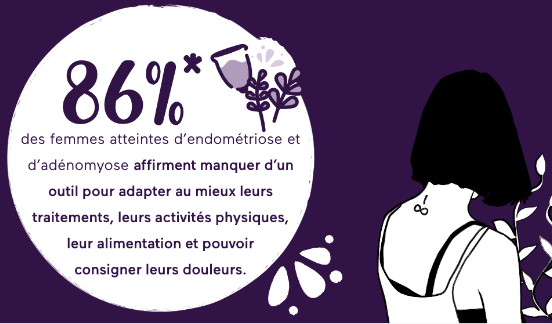 86%*
des femmes atteintes d'endométriose et
d'adénomyose affirment manquer d'un
outil pour adapter au mieux leurs
traitements, leurs activités physiques,
leur alimentation et pouvoir
consigner leurs douleurs.